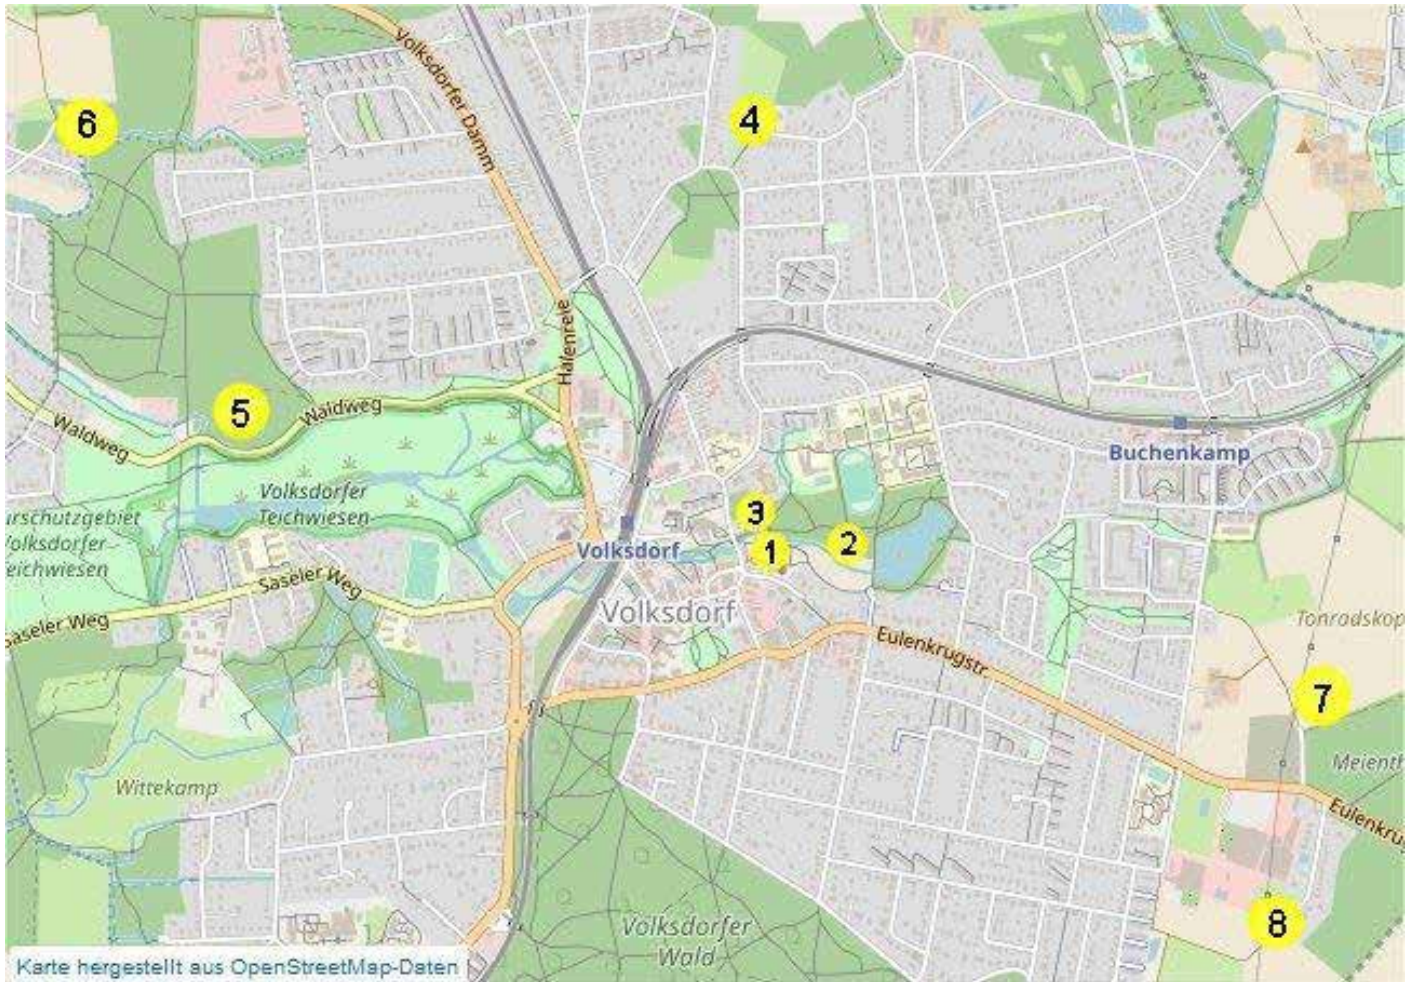 Volksdorfer Damm
6
4
Halenreie
5
Waldweg
Waldweg
Buchenkamp
Volksdorfer
Teichwiesen
urschutzgebiet
Volksdorfer
eichwiesen
3
1
2
Volksdorf
Saseler Weg
Volksdorf
Saseler Weg
Eulenkrugstr.
Tonradskop
7
Meienth
Wittekamp
Eulenkrug
8
Volksdorfer
Wald
Karte hergestellt aus OpenStreetMap-Daten